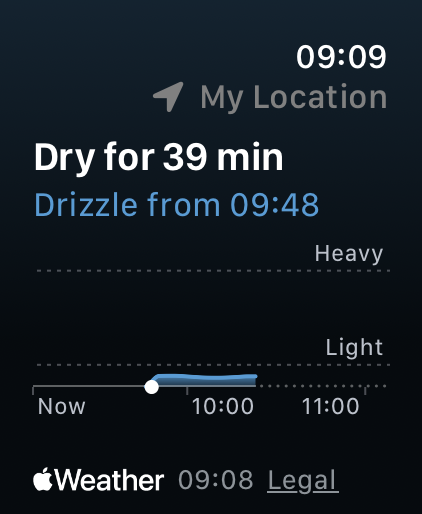 09:09
My Location
Dry for 39 min
Drizzle from 09:48
Heavy
Light
Now 10:00 11:00
Weather 09:08 Legal